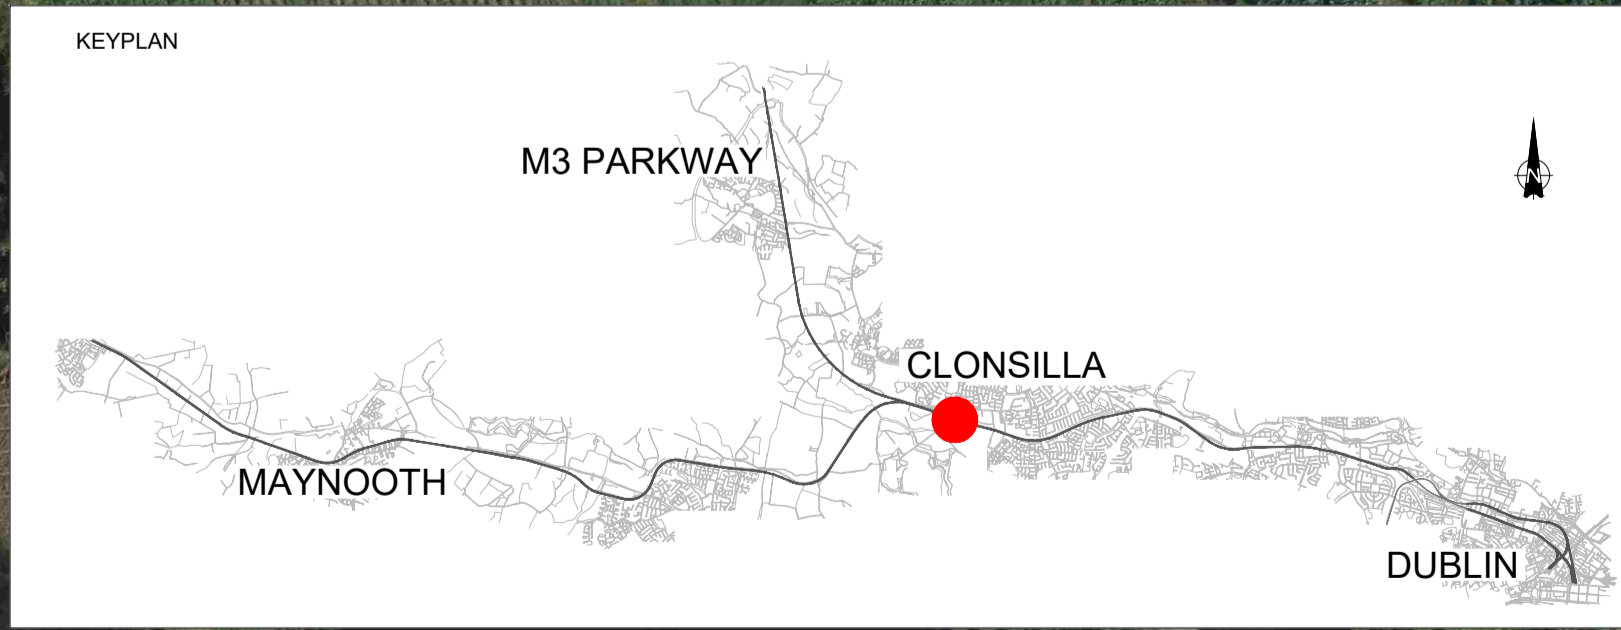 KEYPLAN
M3 PARKWAY
N
CLONSILLA
MAYNOOTH
DUBLIN